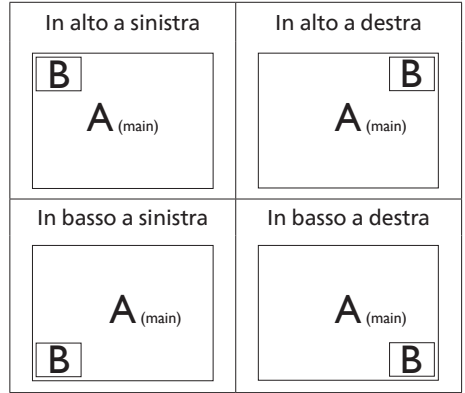 In alto a sinistra
B
A (main)
In alto a destra
B
A (main)
In basso a sinistra
A (main)
B
In basso a destra
A (main)
B